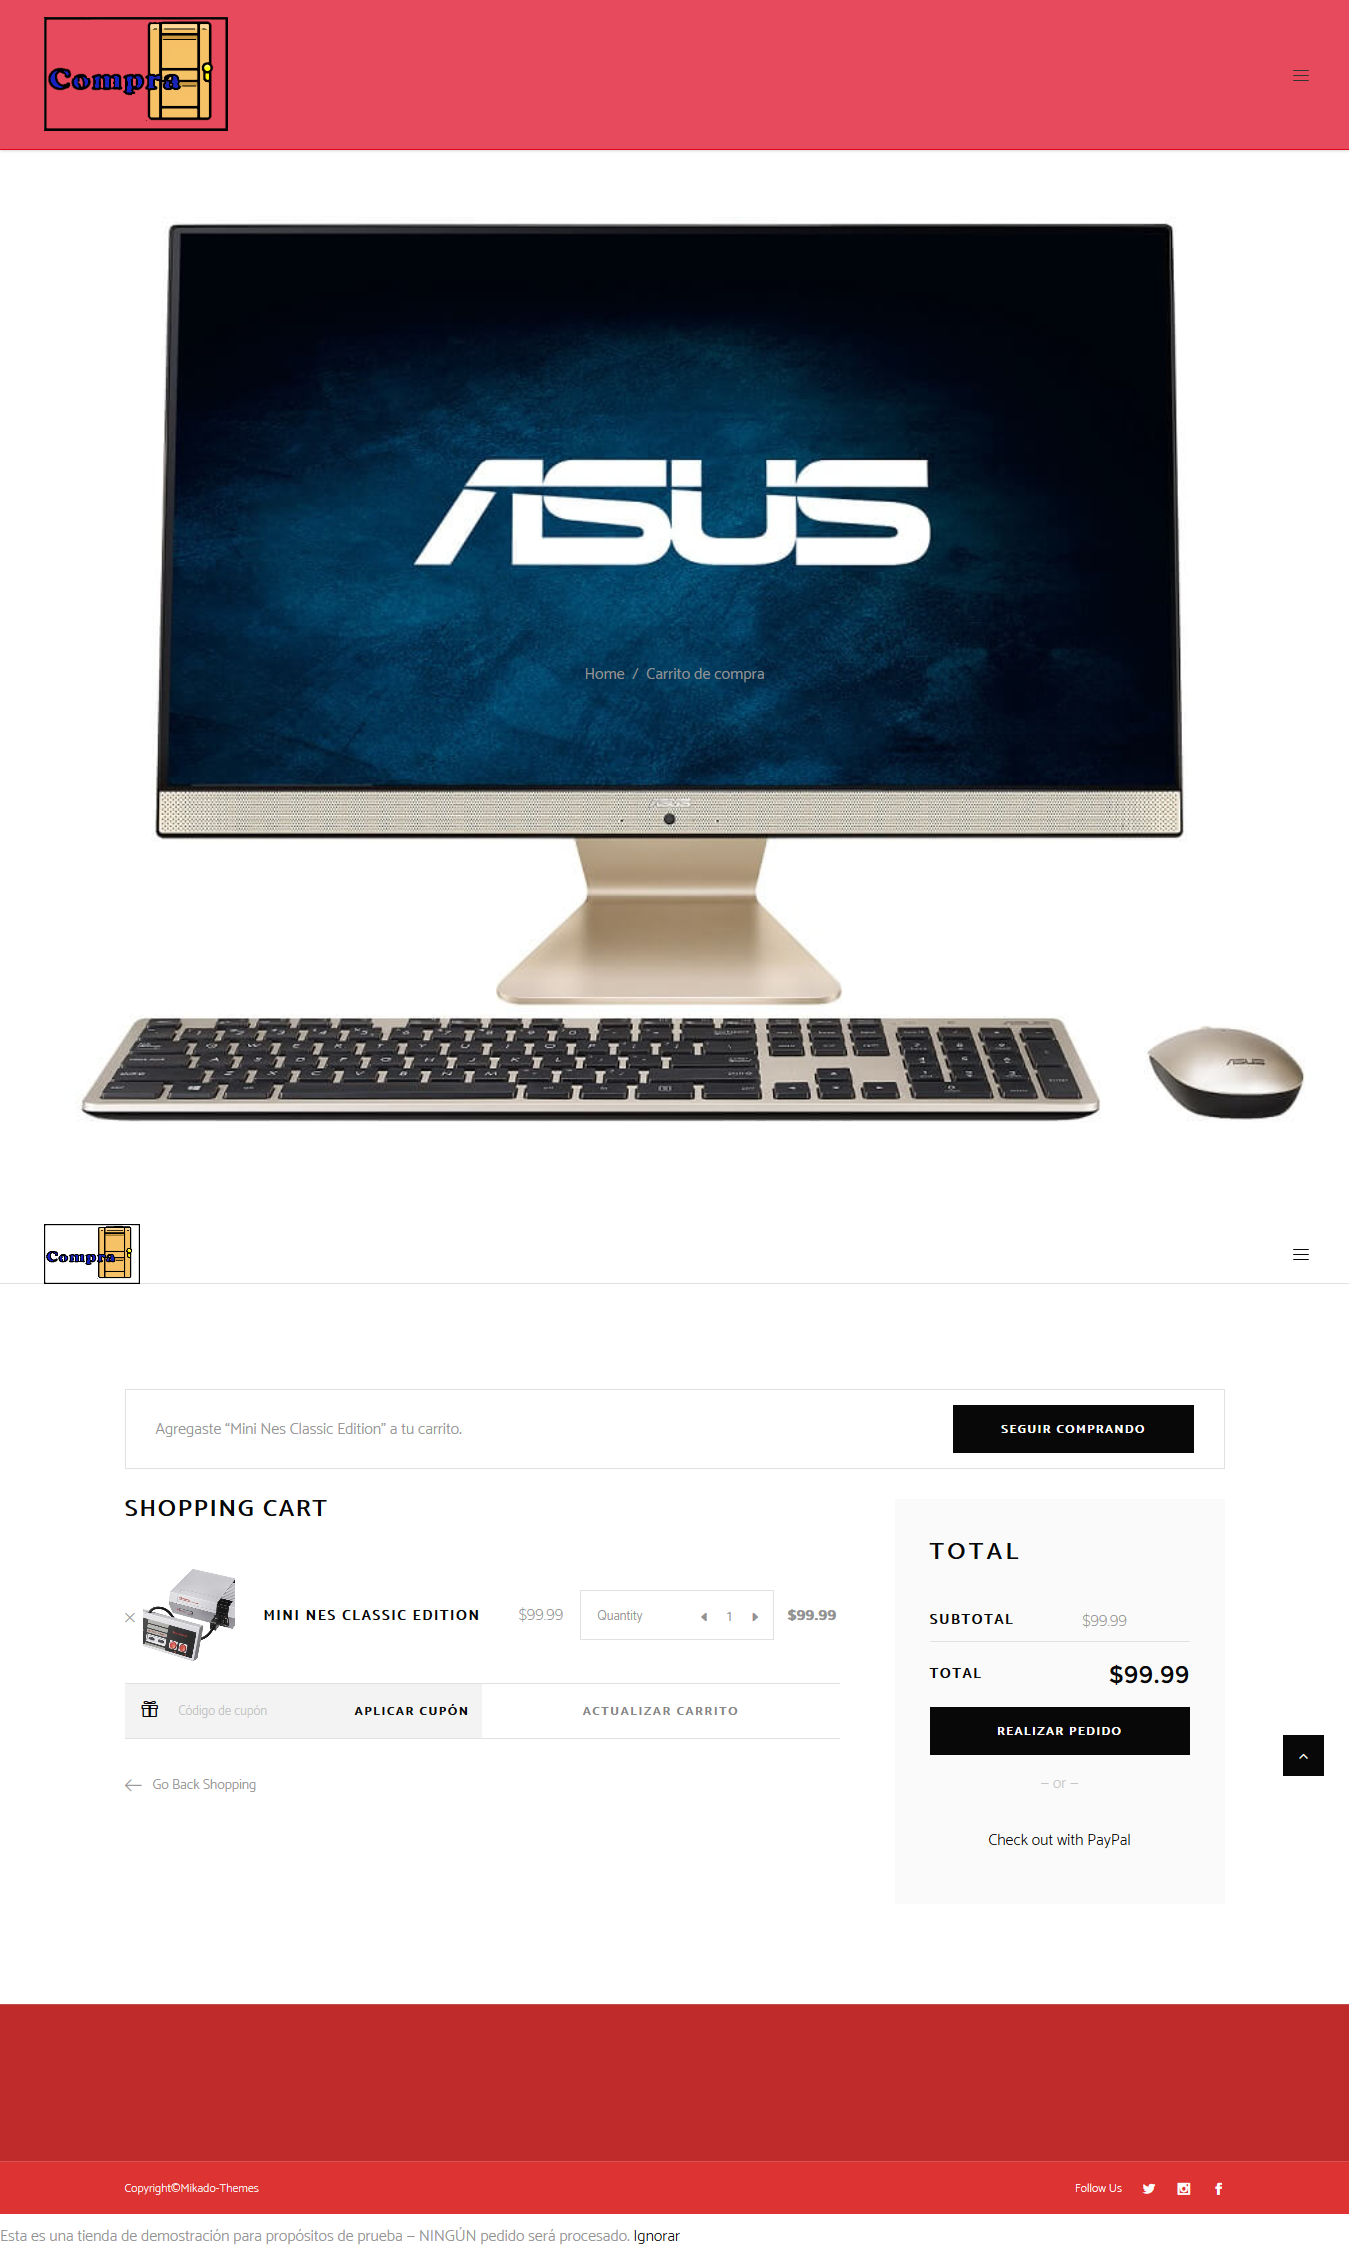 Compra
ASUS
Home / Carrito de compra
ASUS
ASUS
Compra
Agregaste “Mini Nes Classic Edition” a tu carrito.
SEGUIR COMPRANDO
SHOPPING CART
MINI NES CLASSIC EDITION
$99.99
Quantity
1
$99.99
Código de cupón
APLICAR CUPÓN
ACTUALIZAR CARRITO
Go Back Shopping
TOTAL
SUBTOTAL
$99.99
TOTAL
$99.99
REALIZAR PEDIDO
– or –
Check out with PayPal
Copyright©Mikado-Themes
Follow Us
Esta es una tienda de demostración para propósitos de prueba — NINGÚN pedido será procesado. Ignorar